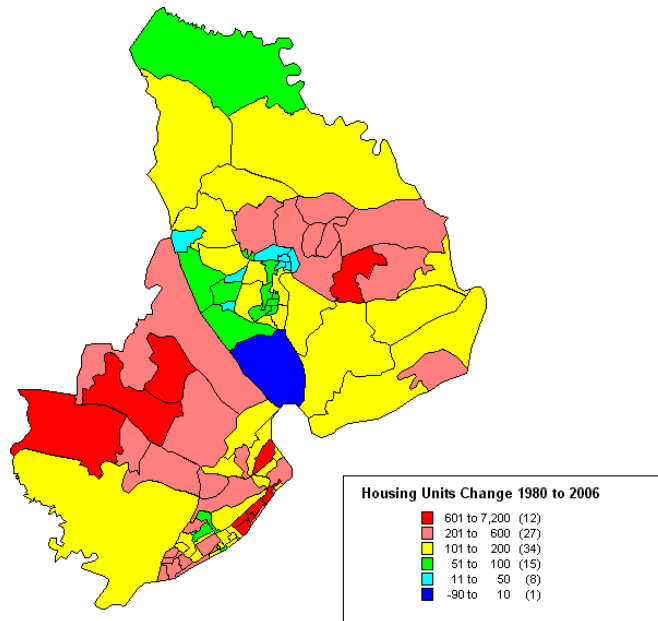 Housing Units Change 1980 to 2006
601 to 7,200 (12)
201 to 600 (27)
101 to 200 (34)
51 to 100 (15)
11 to 50 (8)
-90 to 10 (1)